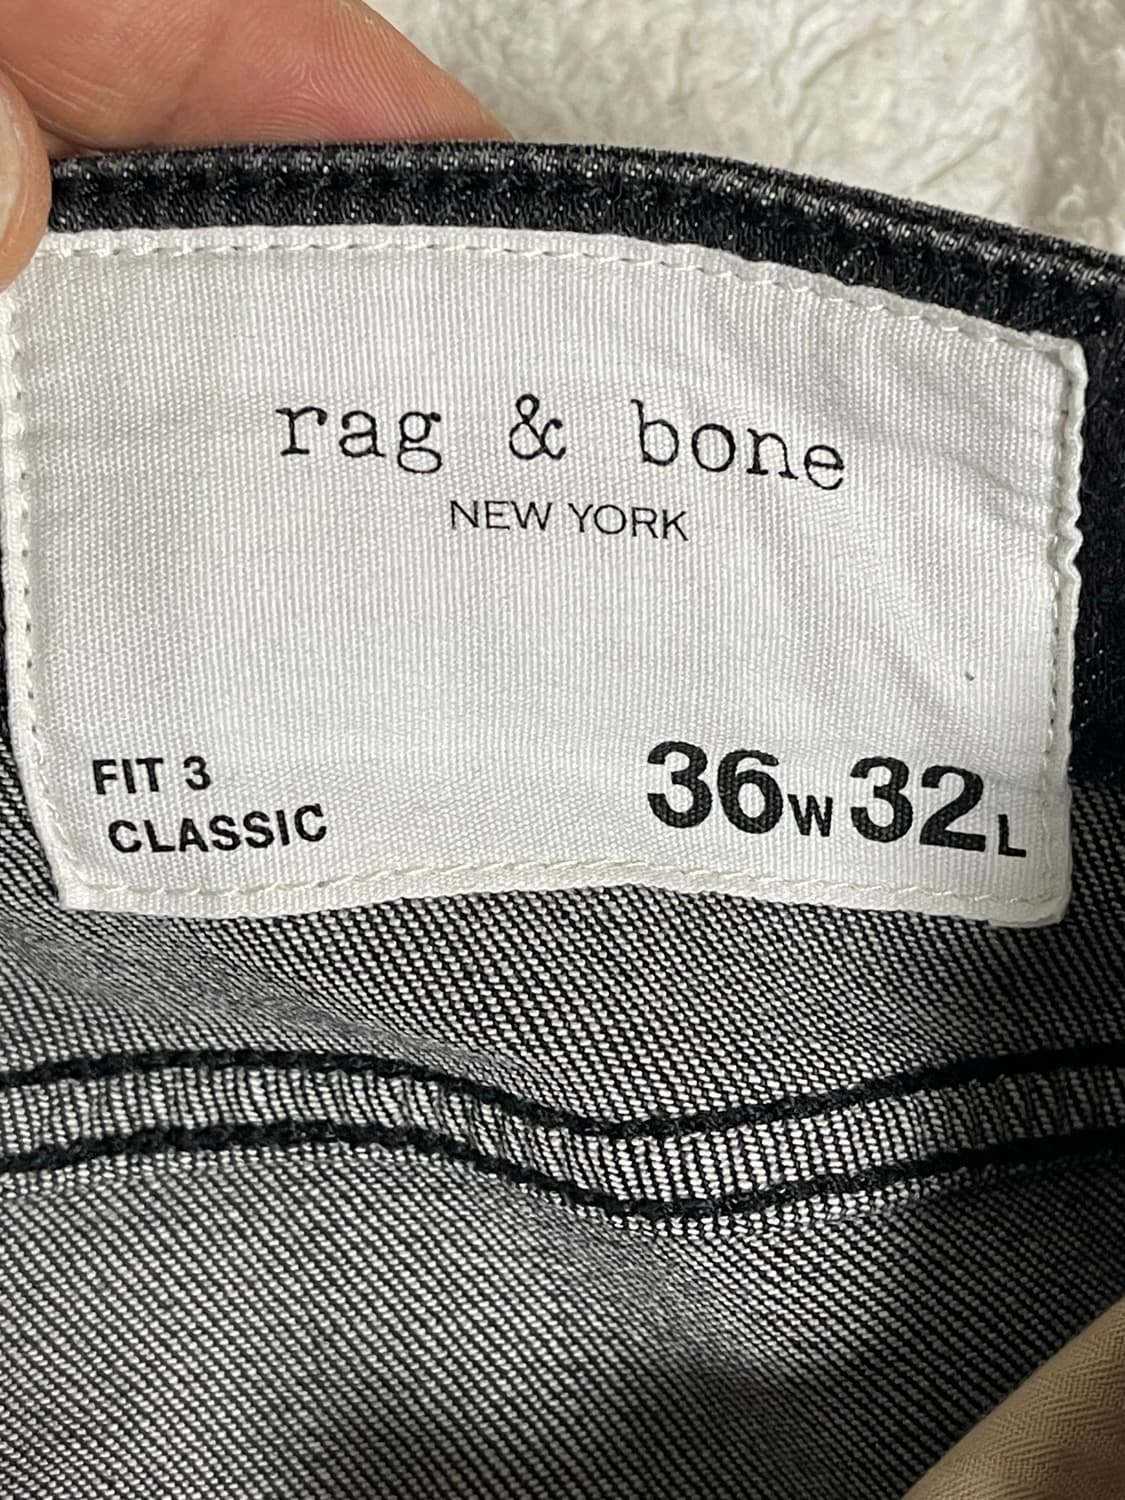 rag & bone
NEW YORK
FIT 3
CLASSIC
36W 32L